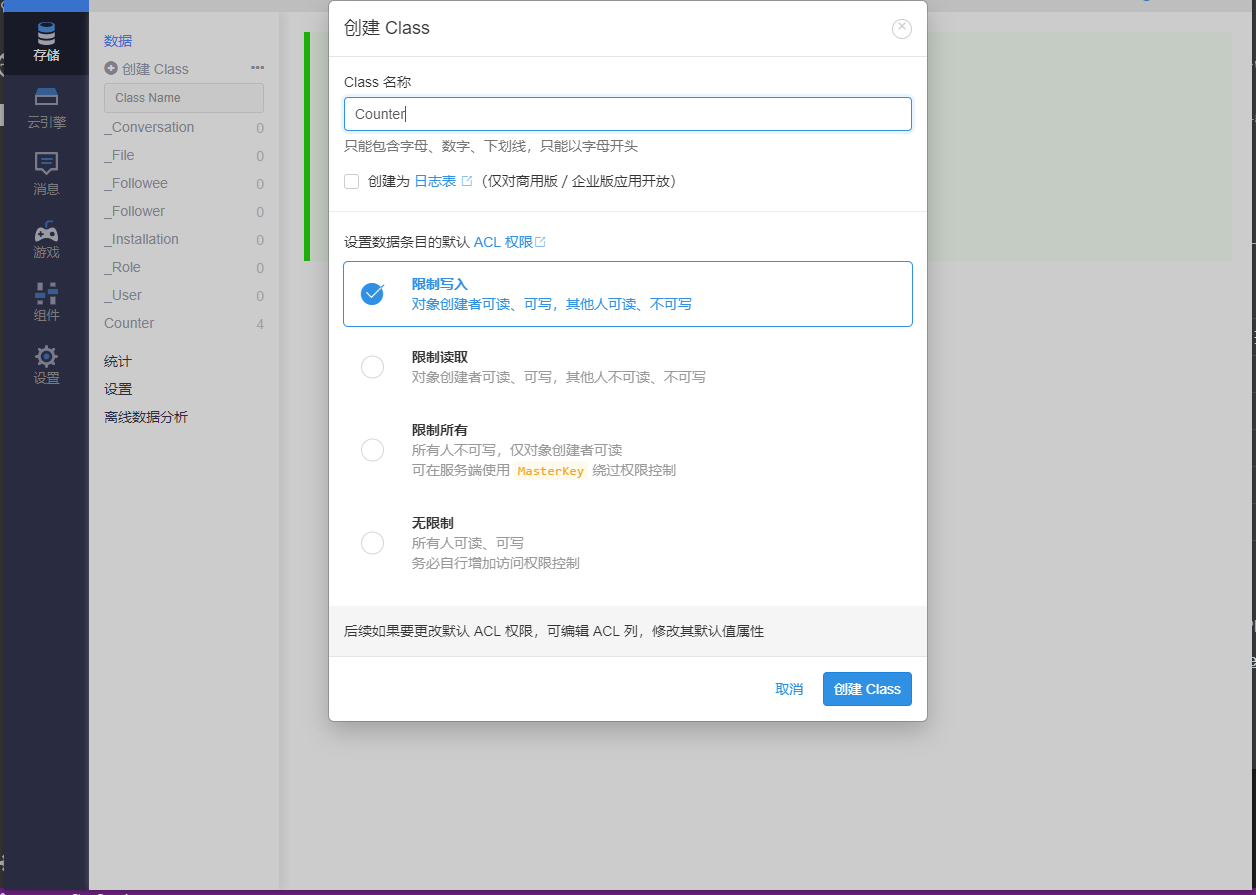 存储
云引擎
消息
游戏
组件
设置
数据
创建 Class
Class Name
_Conversation 0
_File 0
_Followee 0
_Follower 0
_Installation 0
_Role 0
_User 0
Counter 4
统计
设置
离线数据分析
创建 Class
Class 名称
Counter
只能包含字母、数字、下划线，只能以字母开头
创建为 日志表 （仅对商用版 / 企业版应用开放）
设置数据条目的默认 ACL 权限
限制写入
对象创建者可读、可写，其他人可读、不可写
限制读取
对象创建者可读、可写，其他人不可读、不可写
限制所有
所有人不可写，仅对象创建者可读
可在服务端使用 MasterKey 绕过权限控制
无限制
所有人可读、可写
务必自行增加访问权限控制
后续如果要更改默认 ACL 权限，可编辑 ACL 列，修改其默认值属性
取消
创建 Class